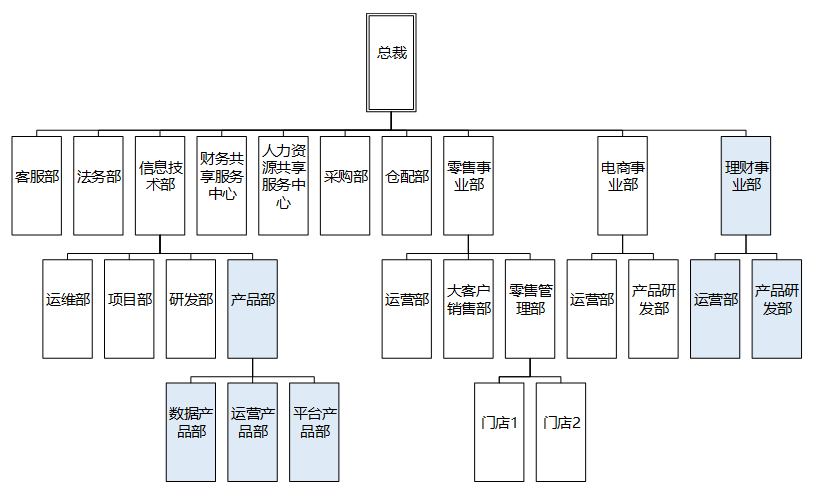 总裁
客服部
法务部
信息技
术部
财务共
享服务
中心
人力资
源共享
服务中
心
采购部
仓配部
零售事
业部
电商事
业部
理财事
业部
运维部
项目部
研发部
产品部
运营部
大客户
销售部
零售管
理部
运营部
产品研
发部
运营部
产品研
发部
数据产
品部
运营产
品部
平台产
品部
门店1
门店2